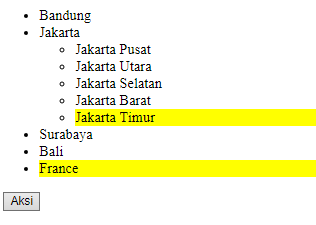 Bandung
Jakarta
Jakarta Pusat
Jakarta Utara
Jakarta Selatan
Jakarta Barat
Jakarta Timur
Surabaya
Bali
France
Aksi